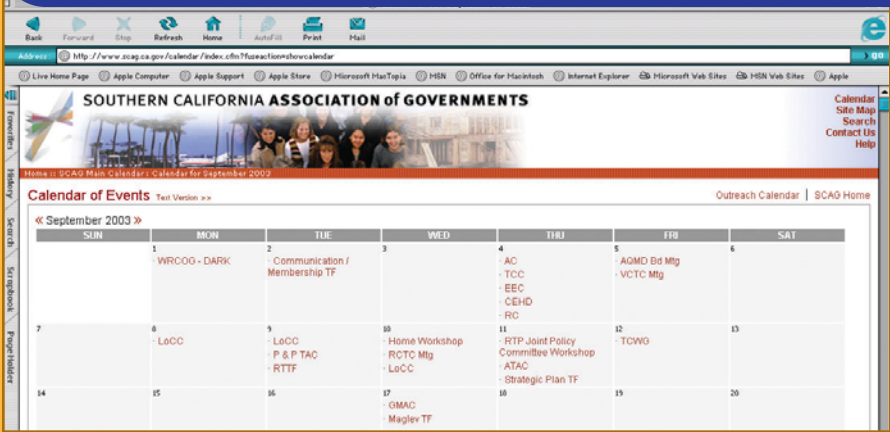 Back Forward Stop Refresh Home AutoFill Print Mail
Address http://www.scag.ca.gov/calendar/index.cfm?fuseaction=showcalendar go
Live Home Page Apple Computer Apple Support Apple Store Microsoft MacTopia MSN Office for Macintosh Internet Explorer Microsoft Web Sites MSN Web Sites Apple
Favorites
History
Search
Scrapbook
Page Holder
SOUTHERN CALIFORNIA ASSOCIATION of GOVERNMENTS
Calendar
Site Map
Search
Contact Us
Help
Home :: SCAG Main Calendar : Calendar for September 2003
Calendar of Events Text Version >> Outreach Calendar | SCAG Home
« September 2003 »
SUN MON TUE WED THU FRI SAT
1 2 3 4 5 6
· WRCOG - DARK · Communication / · AC · AQMD Bd Mtg
Membership TF · TCC · VCTC Mtg
· EEC
· CEHD
· RC
7 8 9 10 11 12 13
· LoCC · LoCC · Home Workshop · RTP Joint Policy · TCWG
· P & P TAC · RCTC Mtg Committee Workshop
· RTTF · LoCC · ATAC
· Strategic Plan TF
14 15 16 17 18 19 20
· GMAC
· Maglev TF